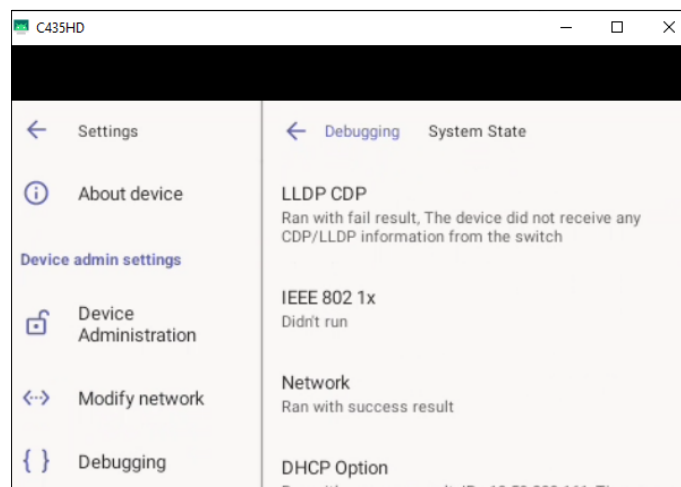 C435HD
Settings
About device
Device admin settings
Device
Administration
Modify network
Debugging
Debugging System State
LLDP CDP
Ran with fail result, The device did not receive any
CDP/LLDP information from the switch
IEEE 802 1x
Didn't run
Network
Ran with success result
DHCP Option